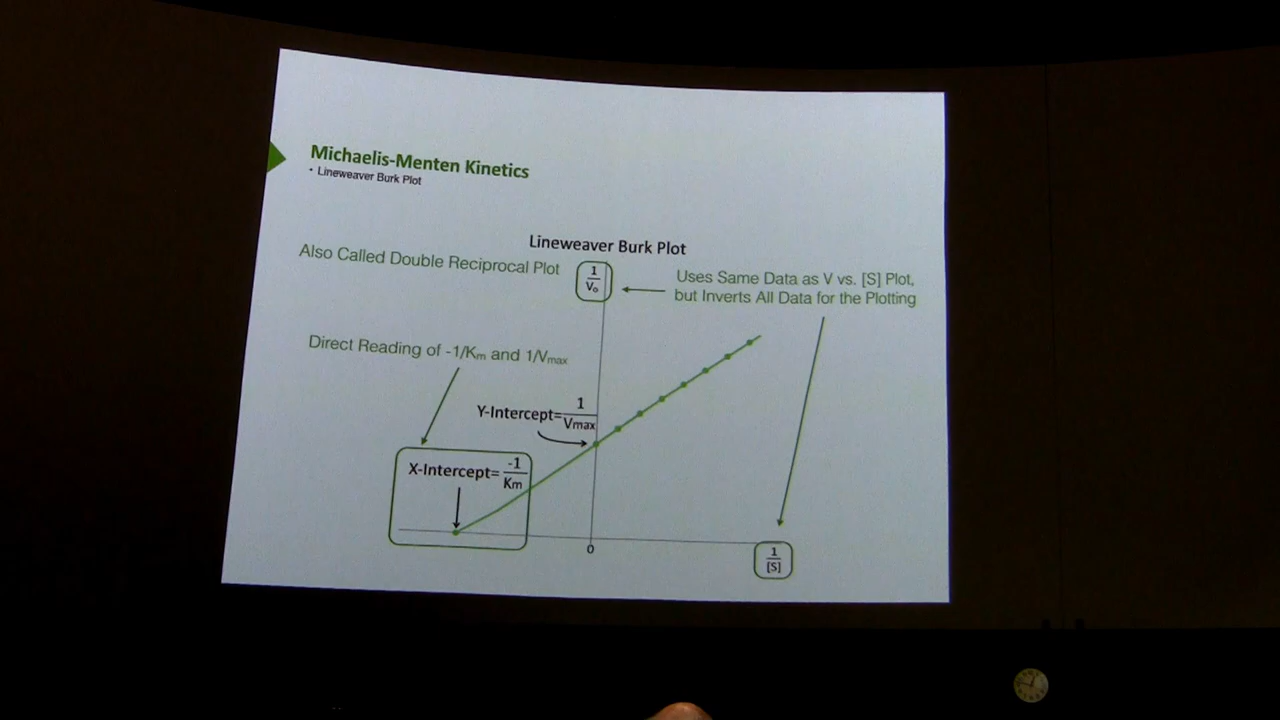 Michaelis-Menten Kinetics
• Lineweaver Burk Plot
Lineweaver Burk Plot
Also Called Double Reciprocal Plot
1
V₀
Uses Same Data as V vs. [S] Plot,
but Inverts All Data for the Plotting
Direct Reading of -1/Kₘ and 1/Vₘₐₓ
Y-Intercept=1/Vmax
X-Intercept=-1/Km
0
1
[S]